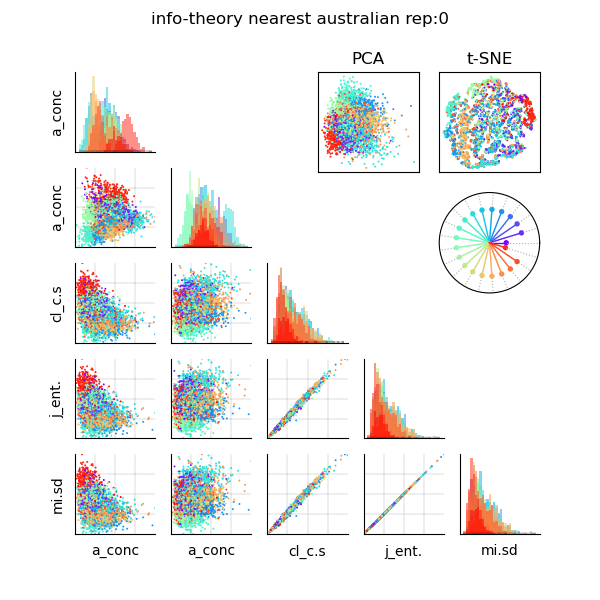 info-theory nearest australian rep:0
PCA
t-SNE
a_conc
a_conc
cl_c.s
j_ent.
mi.sd
a_conc
a_conc
cl_c.s
j_ent.
mi.sd